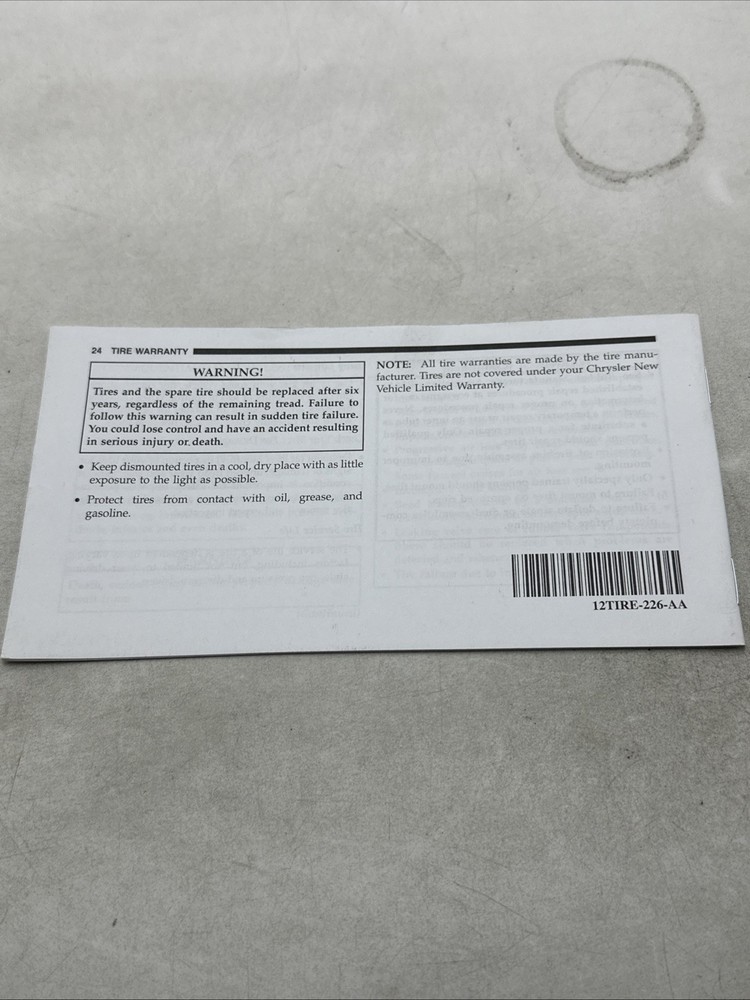 24 TIRE WARRANTY
WARNING!
Tires and the spare tire should be replaced after six
years, regardless of the remaining tread. Failure to
follow this warning can result in sudden tire failure.
You could lose control and have an accident resulting
in serious injury or death.
• Keep dismounted tires in a cool, dry place with as little
exposure to the light as possible.
• Protect tires from contact with oil, grease, and
gasoline.
NOTE: All tire warranties are made by the tire manu-
facturer. Tires are not covered under your Chrysler New
Vehicle Limited Warranty.
12TIRE-226-AA